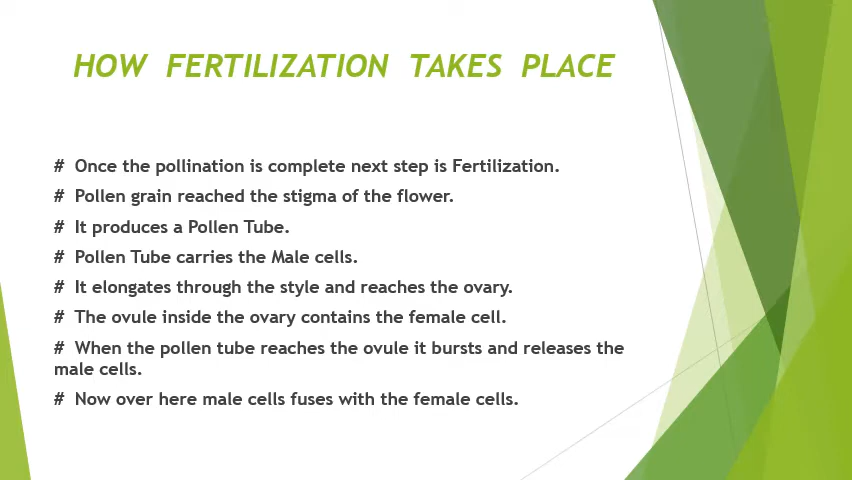 HOW FERTILIZATION TAKES PLACE
# Once the pollination is complete next step is Fertilization.
# Pollen grain reached the stigma of the flower.
# It produces a Pollen Tube.
# Pollen Tube carries the Male cells.
# It elongates through the style and reaches the ovary.
# The ovule inside the ovary contains the female cell.
# When the pollen tube reaches the ovule it bursts and releases the
male cells.
# Now over here male cells fuses with the female cells.